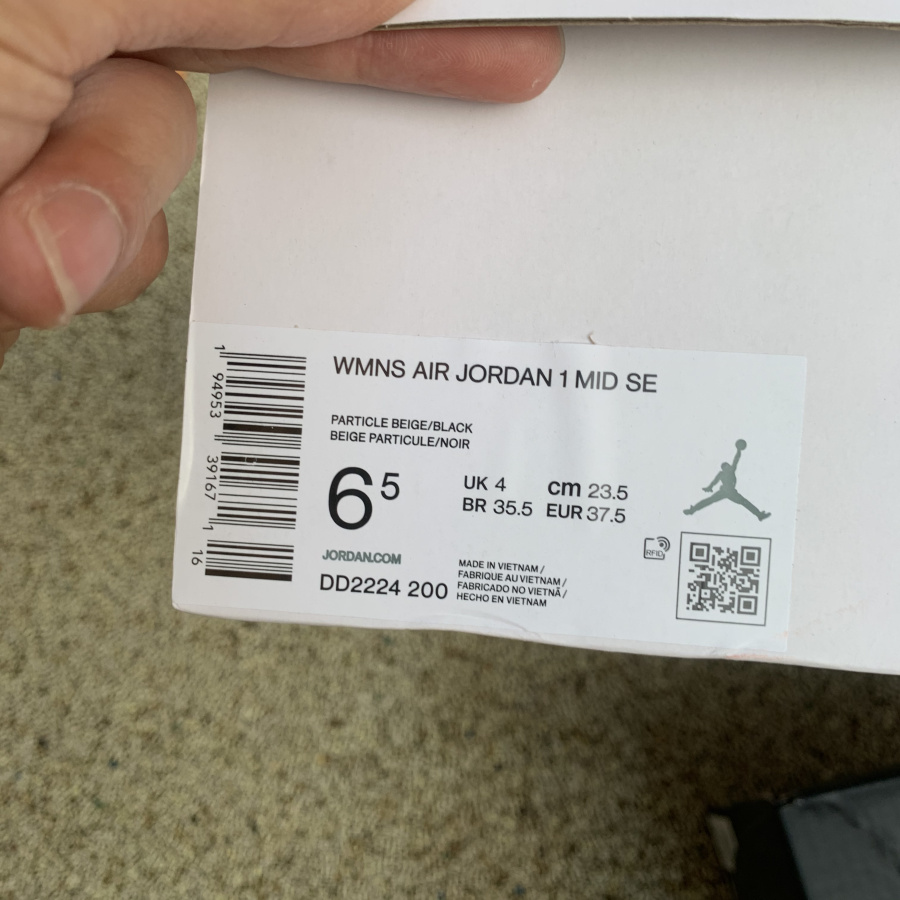 WMNS AIR JORDAN 1 MID SE
PARTICLE BEIGE/BLACK
BEIGE PARTICULE/NOIR
6⁵
UK 4 cm 23.5
BR 35.5 EUR 37.5
JORDAN.COM
DD2224 200
MADE IN VIETNAM /
FABRIQUE AU VIETNAM /
FABRICADO NO VIETNÃ /
HECHO EN VIETNAM
RFID
1 94953 39167 1 16